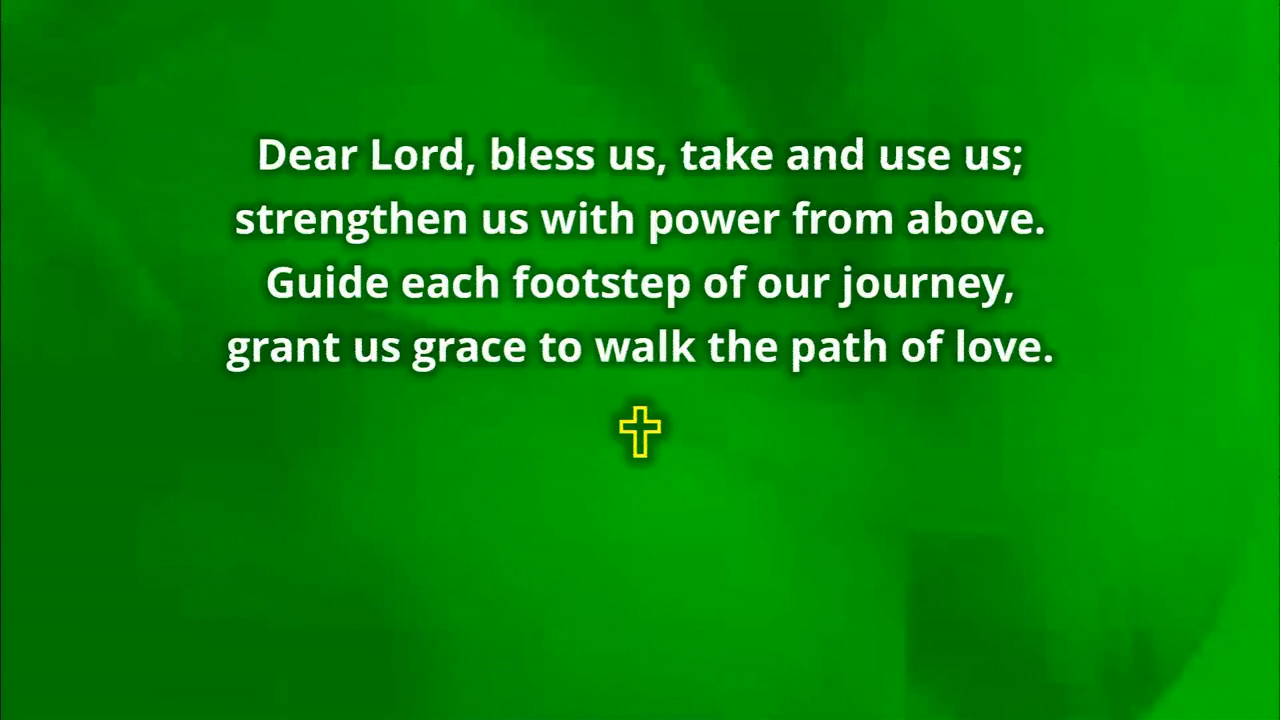 Dear Lord, bless us, take and use us;
strengthen us with power from above.
Guide each footstep of our journey,
grant us grace to walk the path of love.